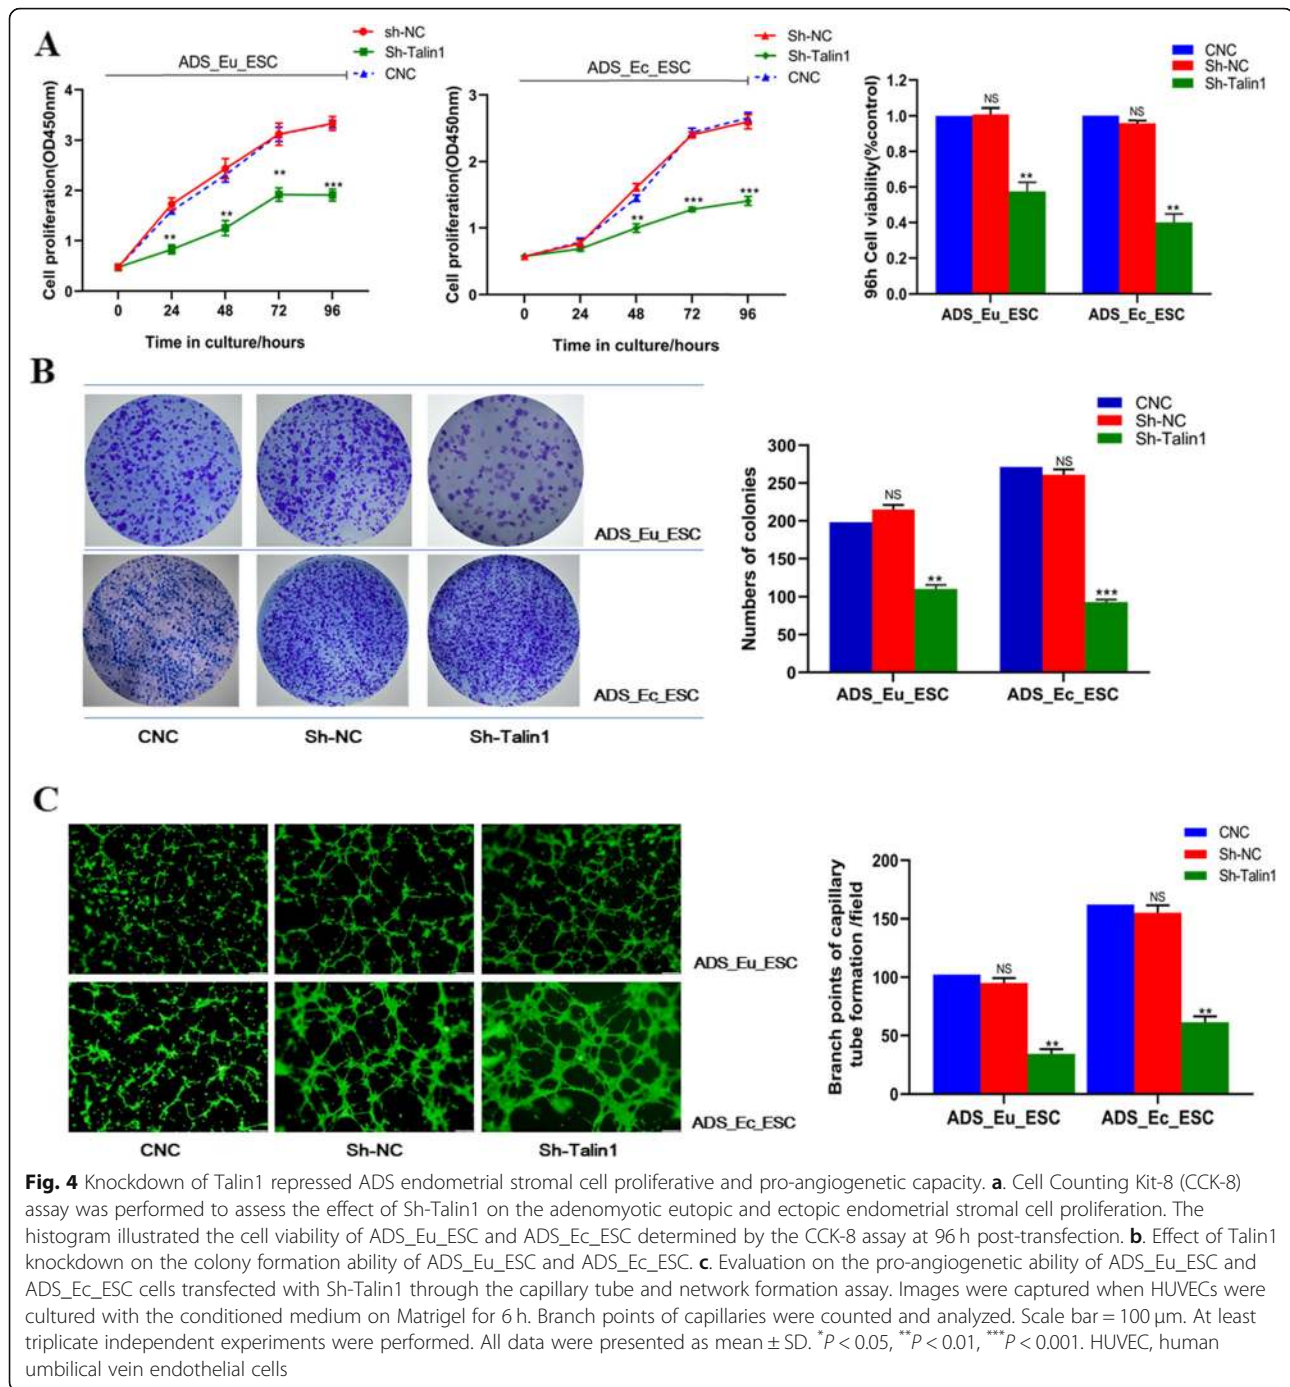 A
ADS_Eu_ESC
sh-NC
Sh-Talin1
CNC
Cell proliferation(OD450nm)
4
3
2
1
0
**
**
**
***
0 24 48 72 96
Time in culture/hours
ADS_Ec_ESC
Sh-NC
Sh-Talin1
CNC
Cell proliferation(OD450nm)
3
2
1
0
**
***
***
0 24 48 72 96
Time in culture/hours
CNC
Sh-NC
Sh-Talin1
96h Cell viability(%control)
1.2
1.0
0.8
0.6
0.4
0.2
0.0
NS
**
NS
**
ADS_Eu_ESC ADS_Ec_ESC
B
ADS_Eu_ESC
ADS_Ec_ESC
CNC Sh-NC Sh-Talin1
CNC
Sh-NC
Sh-Talin1
Numbers of colonies
300
250
200
150
100
50
0
NS
**
NS
***
ADS_Eu_ESC ADS_Ec_ESC
C
ADS_Eu_ESC
ADS_Ec_ESC
CNC Sh-NC Sh-Talin1
CNC
Sh-NC
Sh-Talin1
Branch points of capillary
tube formation /field
200
150
100
50
0
NS
**
NS
**
ADS_Eu_ESC ADS_Ec_ESC
Fig. 4 Knockdown of Talin1 repressed ADS endometrial stromal cell proliferative and pro-angiogenetic capacity. a. Cell Counting Kit-8 (CCK-8)
assay was performed to assess the effect of Sh-Talin1 on the adenomyotic eutopic and ectopic endometrial stromal cell proliferation. The
histogram illustrated the cell viability of ADS_Eu_ESC and ADS_Ec_ESC determined by the CCK-8 assay at 96 h post-transfection. b. Effect of Talin1
knockdown on the colony formation ability of ADS_Eu_ESC and ADS_Ec_ESC. c. Evaluation on the pro-angiogenetic ability of ADS_Eu_ESC and
ADS_Ec_ESC cells transfected with Sh-Talin1 through the capillary tube and network formation assay. Images were captured when HUVECs were
cultured with the conditioned medium on Matrigel for 6 h. Branch points of capillaries were counted and analyzed. Scale bar = 100 μm. At least
triplicate independent experiments were performed. All data were presented as mean ± SD. *P < 0.05, **P < 0.01, ***P < 0.001. HUVEC, human
umbilical vein endothelial cells